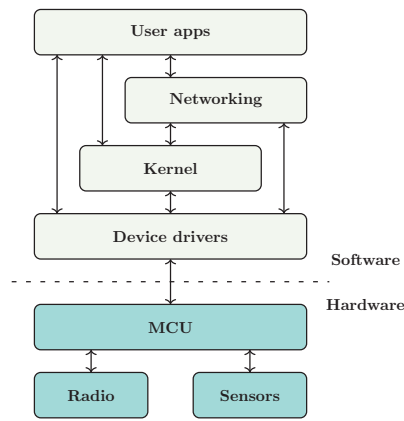 User apps
Networking
Kernel
Device drivers
Software
Hardware
MCU
Radio
Sensors